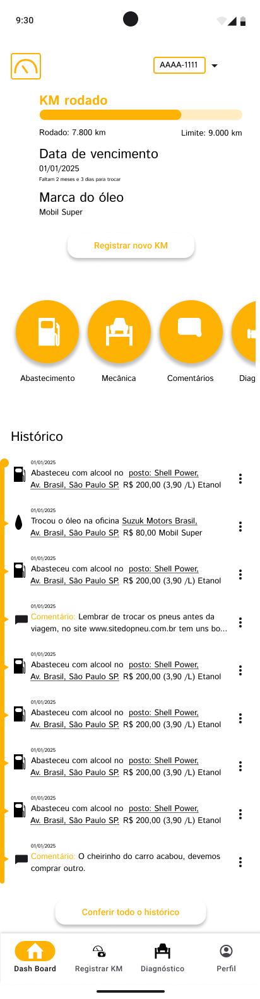 9:30
AAAA-1111
KM rodado
Rodado: 7.800 km
Limite: 9.000 km
Data de vencimento
01/01/2025
Faltam 2 meses e 3 dias para trocar
Marca do óleo
Mobil Super
Registrar novo KM
Abastecimento
Mecânica
Comentários
Diag
Histórico
01/01/2025
Abasteceu com alcool no posto: Shell Power,
Av. Brasil, São Paulo SP. R$ 200,00 (3,90 /L) Etanol
01/01/2025
Trocou o óleo na oficina Suzuk Motors Brasil,
Av. Brasil, São Paulo SP. R$ 80,00 Mobil Super
01/01/2025
Abasteceu com alcool no posto: Shell Power,
Av. Brasil, São Paulo SP. R$ 200,00 (3,90 /L) Etanol
01/01/2025
Comentário: Lembrar de trocar os pneus antes da
viagem, no site www.sitedopneu.com.br tem uns bo...
01/01/2025
Abasteceu com alcool no posto: Shell Power,
Av. Brasil, São Paulo SP. R$ 200,00 (3,90 /L) Etanol
01/01/2025
Abasteceu com alcool no posto: Shell Power,
Av. Brasil, São Paulo SP. R$ 200,00 (3,90 /L) Etanol
01/01/2025
Abasteceu com alcool no posto: Shell Power,
Av. Brasil, São Paulo SP. R$ 200,00 (3,90 /L) Etanol
01/01/2025
Abasteceu com alcool no posto: Shell Power,
Av. Brasil, São Paulo SP. R$ 200,00 (3,90 /L) Etanol
01/01/2025
Comentário: O cheirinho do carro acabou, devemos
comprar outro.
Conferir todo o histórico
Dash Board
Registrar KM
Diagnóstico
Perfil